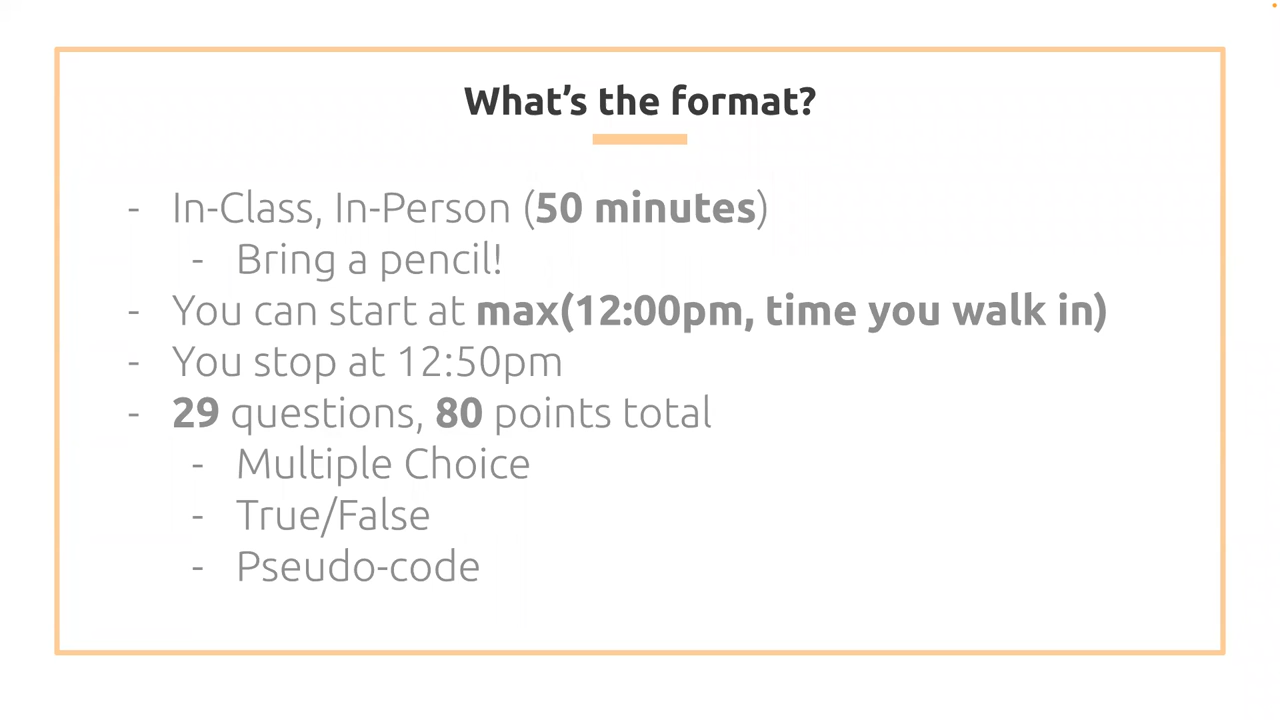 What's the format?
- In-Class, In-Person (50 minutes)
- Bring a pencil!
- You can start at max(12:00pm, time you walk in)
- You stop at 12:50pm
- 29 questions, 80 points total
- Multiple Choice
- True/False
- Pseudo-code